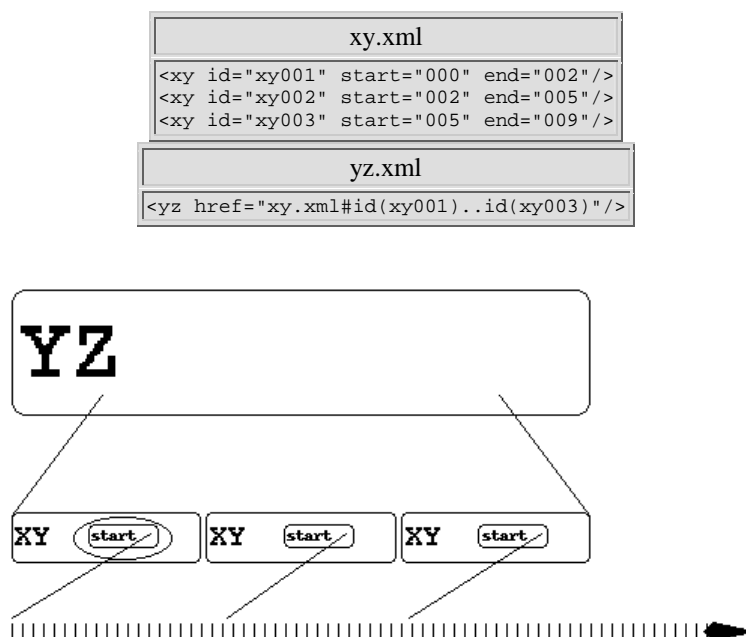 xy.xml
<xy id="xy001" start="000" end="002"/>
<xy id="xy002" start="002" end="005"/>
<xy id="xy003" start="005" end="009"/>
yz.xml
<yz href="xy.xml#id(xy001)..id(xy003)"/>
YZ
XY start XY start XY start